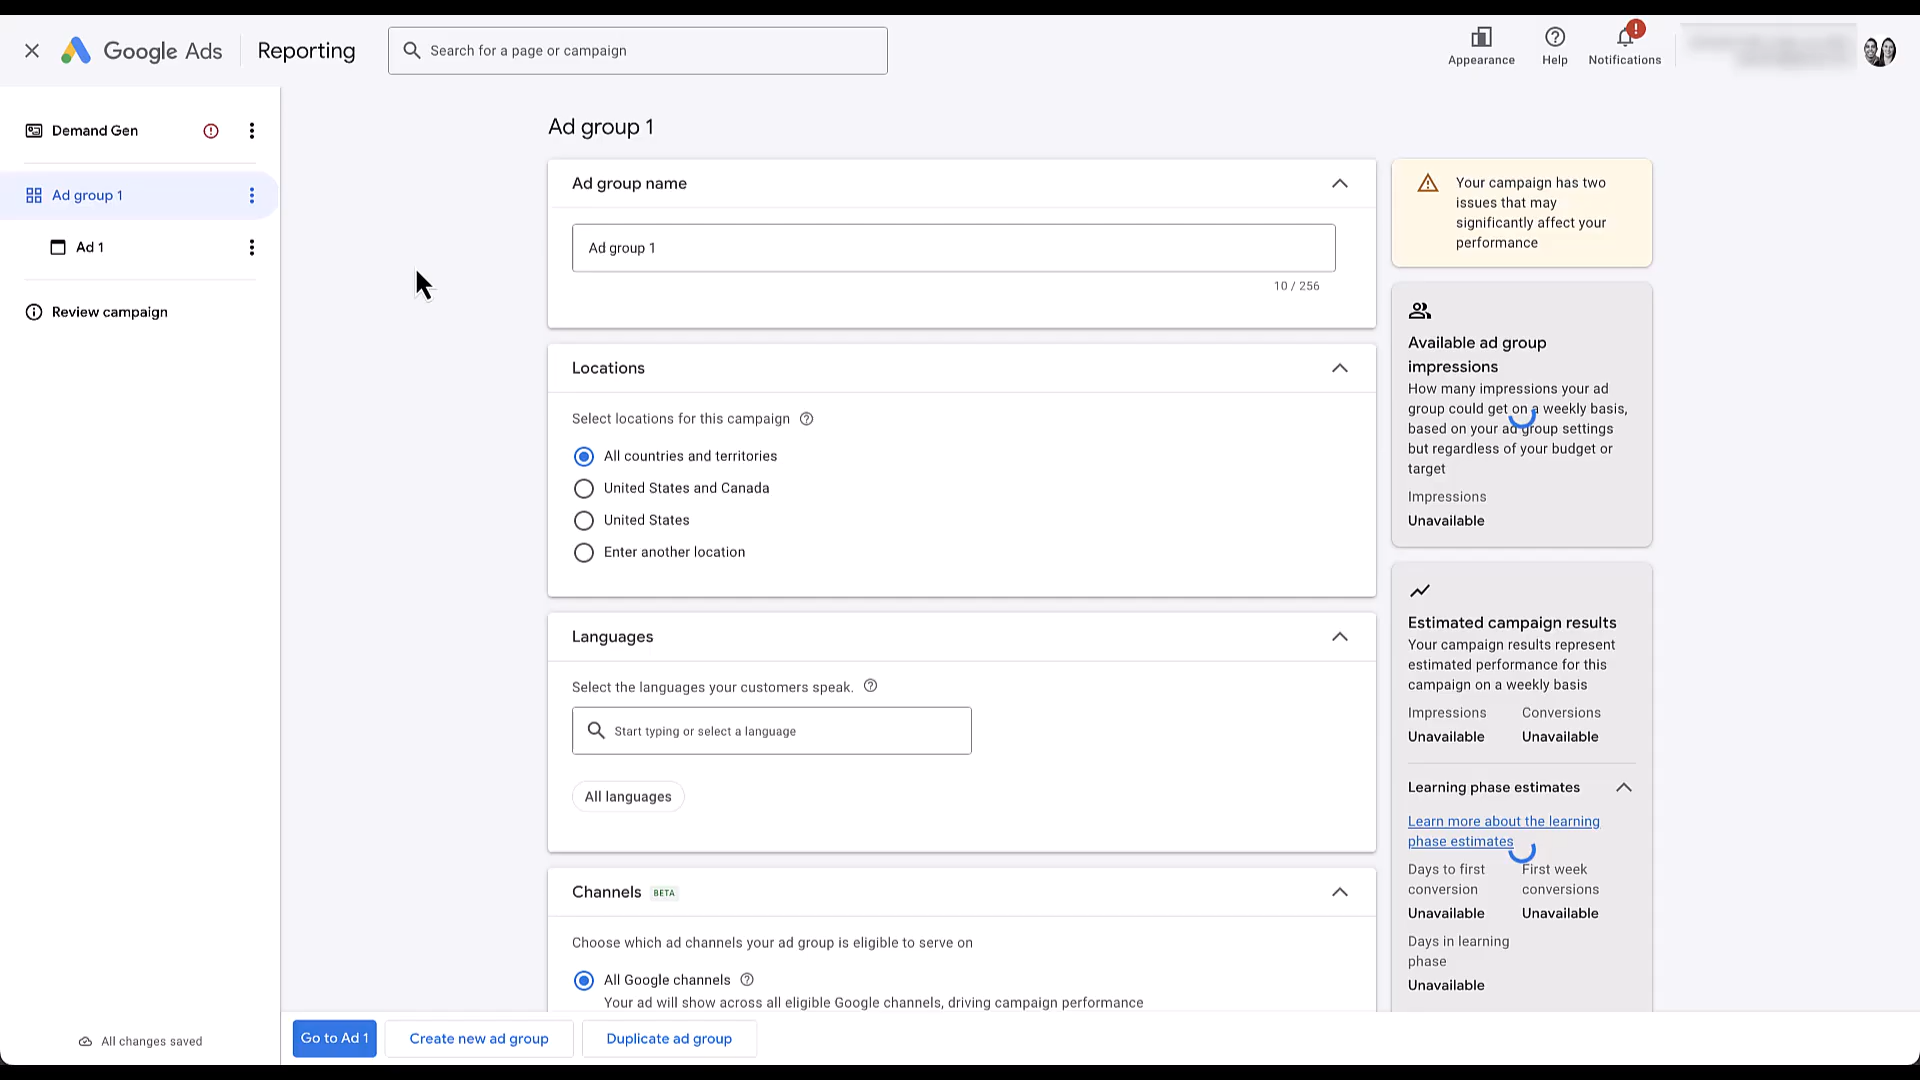 Google Ads
Reporting
Search for a page or campaign
Appearance
Help
!
Notifications
Demand Gen
Ad group 1
Ad 1
Review campaign
All changes saved
Ad group 1
Ad group name
Ad group 1
10 / 256
Locations
Select locations for this campaign
All countries and territories
United States and Canada
United States
Enter another location
Languages
Select the languages your customers speak.
Start typing or select a language
All languages
Channels BETA
Choose which ad channels your ad group is eligible to serve on
All Google channels
Your ad will show across all eligible Google channels, driving campaign performance
Go to Ad 1
Create new ad group
Duplicate ad group
Your campaign has two
issues that may
significantly affect your
performance
Available ad group
impressions
How many impressions your ad
group could get on a weekly basis,
based on your ad group settings
but regardless of your budget or
target
Impressions
Unavailable
Estimated campaign results
Your campaign results represent
estimated performance for this
campaign on a weekly basis
Impressions Conversions
Unavailable Unavailable
Learning phase estimates
Learn more about the learning
phase estimates
Days to first First week
conversion conversions
Unavailable Unavailable
Days in learning
phase
Unavailable